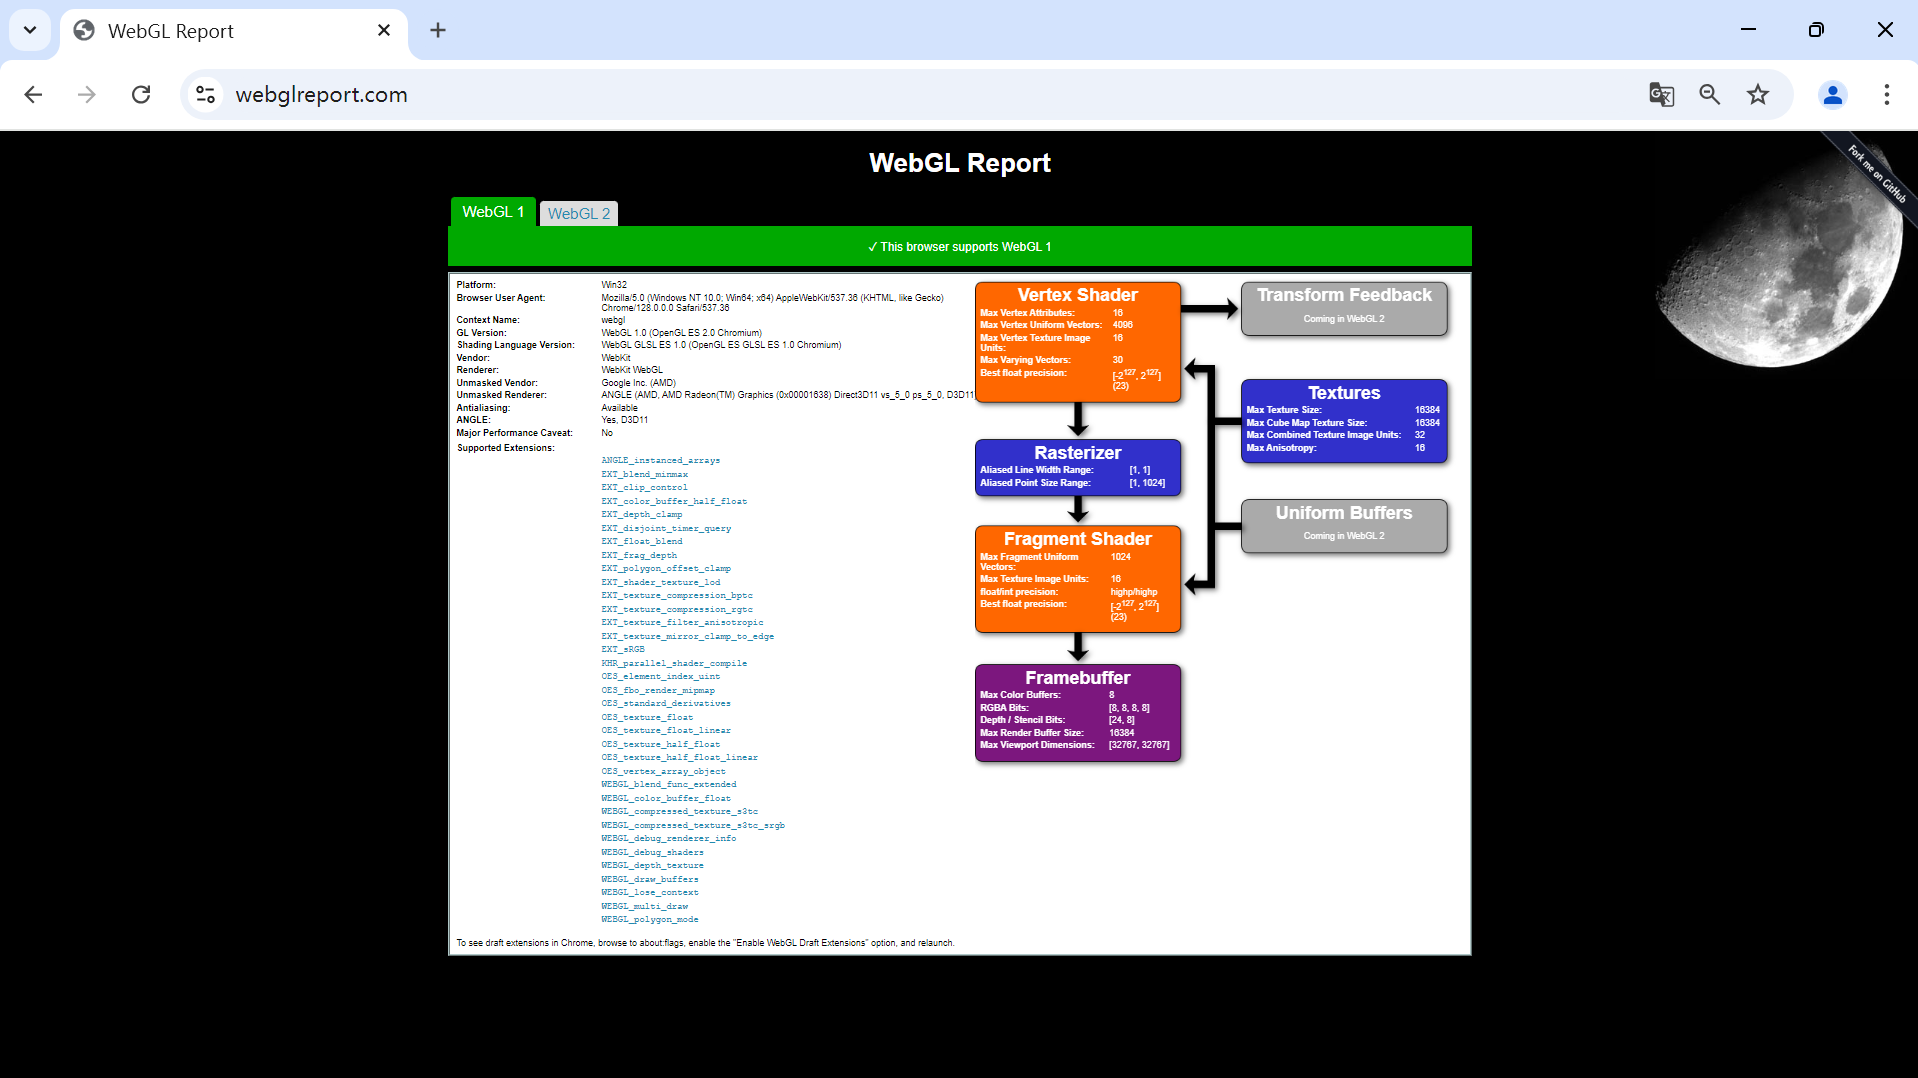 WebGL Report
webglreport.com
WebGL Report
Fork me on GitHub
WebGL 1
WebGL 2
✓ This browser supports WebGL 1
Platform: Win32
Browser User Agent: Mozilla/5.0 (Windows NT 10.0; Win64; x64) AppleWebKit/537.36 (KHTML, like Gecko)
Chrome/128.0.0.0 Safari/537.36
Context Name: webgl
GL Version: WebGL 1.0 (OpenGL ES 2.0 Chromium)
Shading Language Version: WebGL GLSL ES 1.0 (OpenGL ES GLSL ES 1.0 Chromium)
Vendor: WebKit
Renderer: WebKit WebGL
Unmasked Vendor: Google Inc. (AMD)
Unmasked Renderer: ANGLE (AMD, AMD Radeon(TM) Graphics (0x00001638) Direct3D11 vs_5_0 ps_5_0, D3D11
Antialiasing: Available
ANGLE: Yes, D3D11
Major Performance Caveat: No
Supported Extensions:
ANGLE_instanced_arrays
EXT_blend_minmax
EXT_clip_control
EXT_color_buffer_half_float
EXT_depth_clamp
EXT_disjoint_timer_query
EXT_float_blend
EXT_frag_depth
EXT_polygon_offset_clamp
EXT_shader_texture_lod
EXT_texture_compression_bptc
EXT_texture_compression_rgtc
EXT_texture_filter_anisotropic
EXT_texture_mirror_clamp_to_edge
EXT_sRGB
KHR_parallel_shader_compile
OES_element_index_uint
OES_fbo_render_mipmap
OES_standard_derivatives
OES_texture_float
OES_texture_float_linear
OES_texture_half_float
OES_texture_half_float_linear
OES_vertex_array_object
WEBGL_blend_func_extended
WEBGL_color_buffer_float
WEBGL_compressed_texture_s3tc
WEBGL_compressed_texture_s3tc_srgb
WEBGL_debug_renderer_info
WEBGL_debug_shaders
WEBGL_depth_texture
WEBGL_draw_buffers
WEBGL_lose_context
WEBGL_multi_draw
WEBGL_polygon_mode
To see draft extensions in Chrome, browse to about:flags, enable the "Enable WebGL Draft Extensions" option, and relaunch.
Vertex Shader
Max Vertex Attributes: 16
Max Vertex Uniform Vectors: 4096
Max Vertex Texture Image 16
Units:
Max Varying Vectors: 30
Best float precision: [-2¹²⁷, 2¹²⁷]
(23)
Transform Feedback
Coming in WebGL 2
Rasterizer
Aliased Line Width Range: [1, 1]
Aliased Point Size Range: [1, 1024]
Textures
Max Texture Size: 16384
Max Cube Map Texture Size: 16384
Max Combined Texture Image Units: 32
Max Anisotropy: 16
Fragment Shader
Max Fragment Uniform 1024
Vectors:
Max Texture Image Units: 16
float/int precision: highp/highp
Best float precision: [-2¹²⁷, 2¹²⁷]
(23)
Uniform Buffers
Coming in WebGL 2
Framebuffer
Max Color Buffers: 8
RGBA Bits: [8, 8, 8, 8]
Depth / Stencil Bits: [24, 8]
Max Render Buffer Size: 16384
Max Viewport Dimensions: [32767, 32767]